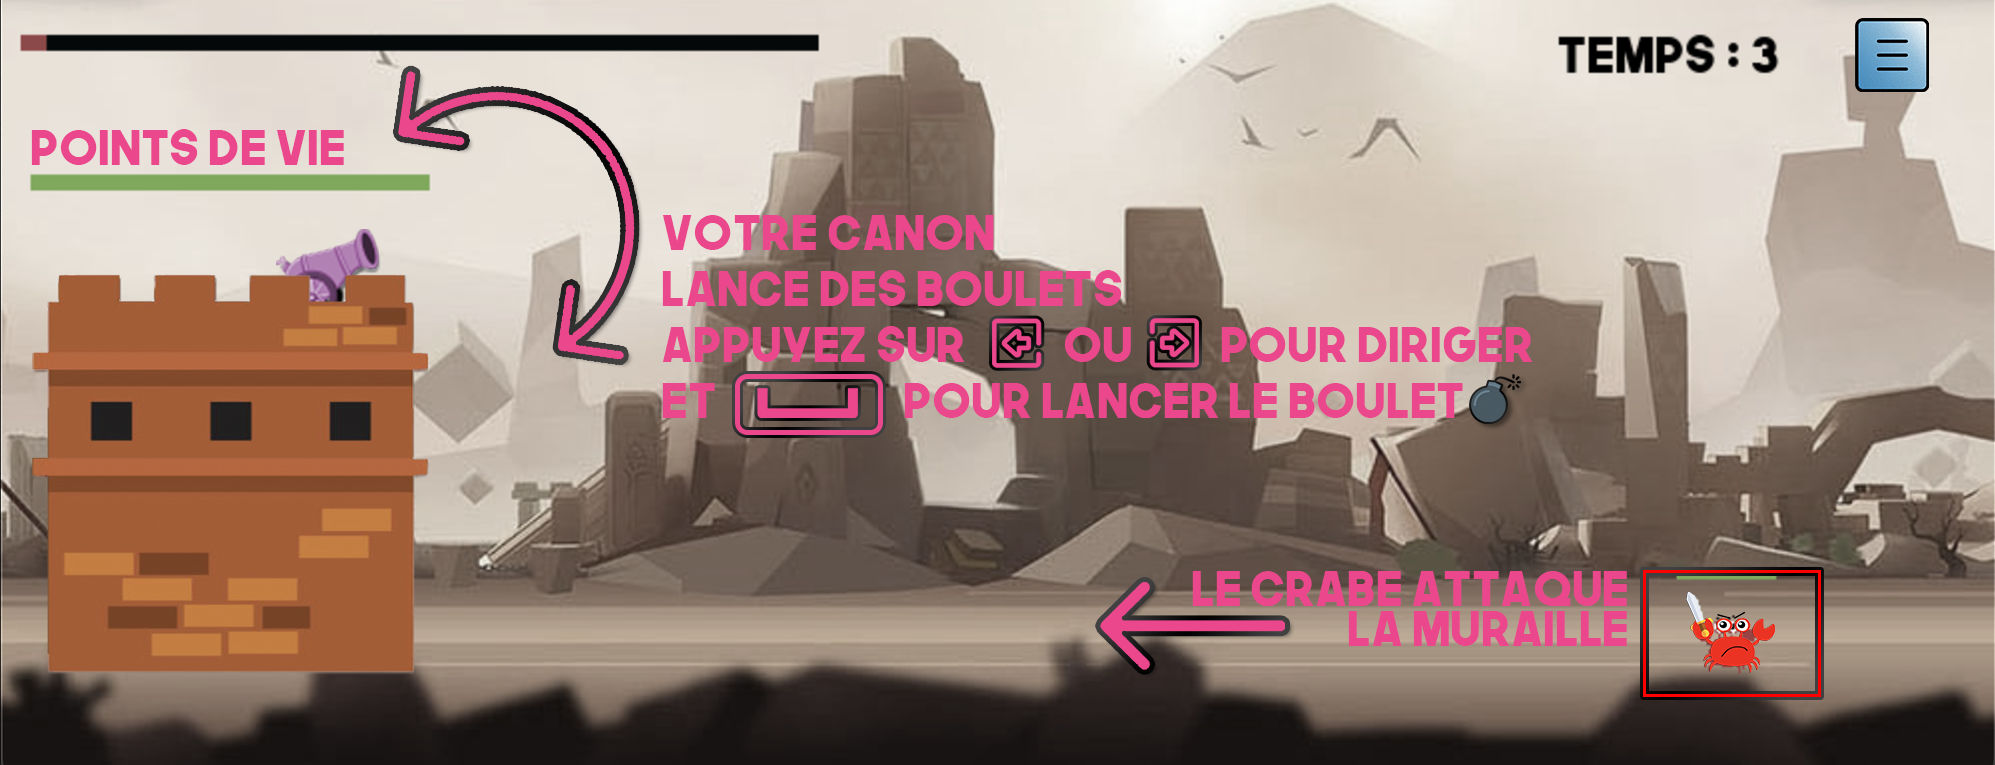 TEMPS : 3
POINTS DE VIE
VOTRE CANON
LANCE DES BOULETS
APPUYEZ SUR OU POUR DIRIGER
ET POUR LANCER LE BOULET
LE CRABE ATTAQUE
LA MURAILLE